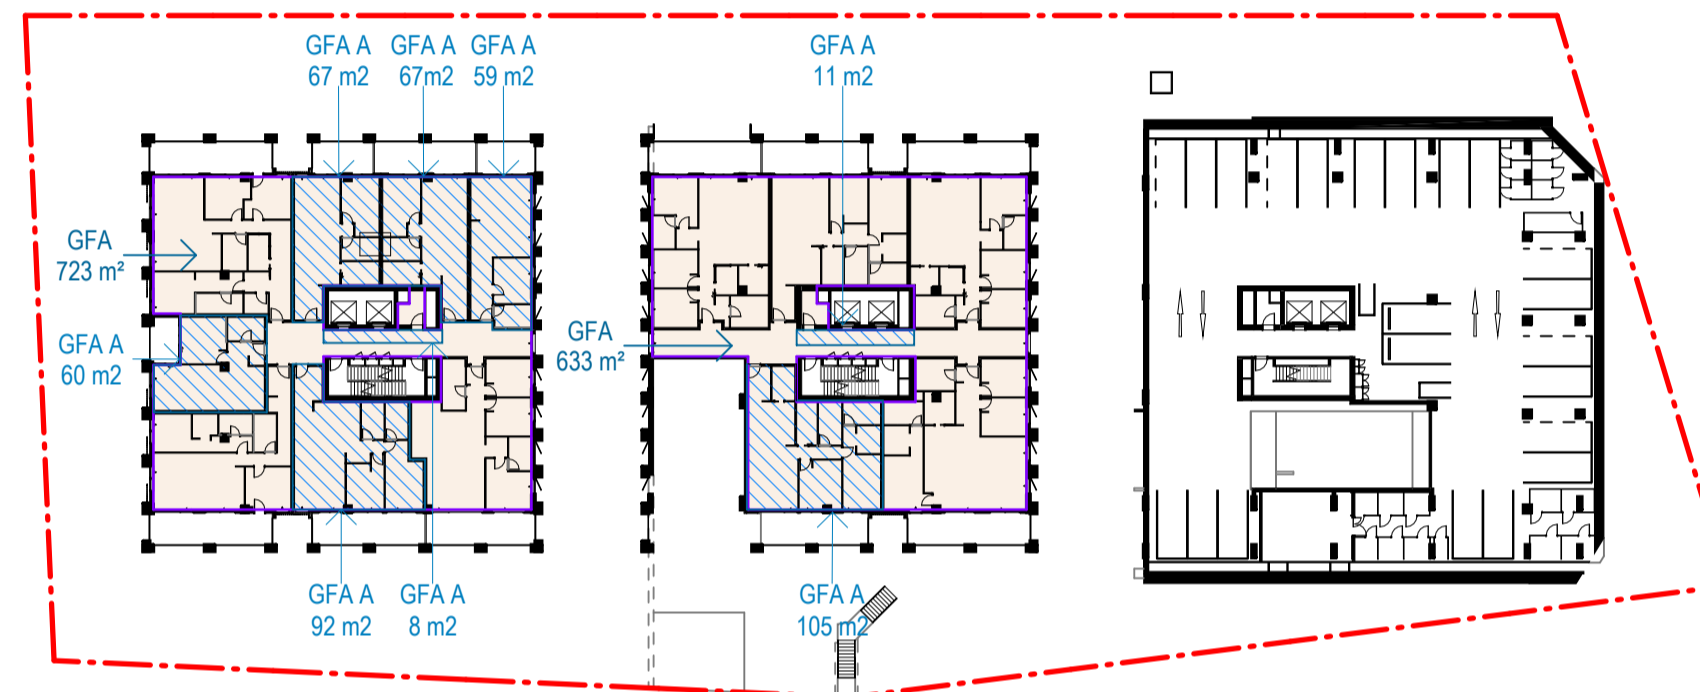 GFA A
67 m2
GFA A
67m2
GFA A
59 m2
GFA A
11 m2
GFA
723 m²
GFA A
60 m2
GFA
633 m²
GFA A
92 m2
GFA A
8 m2
GFA A
105 m2